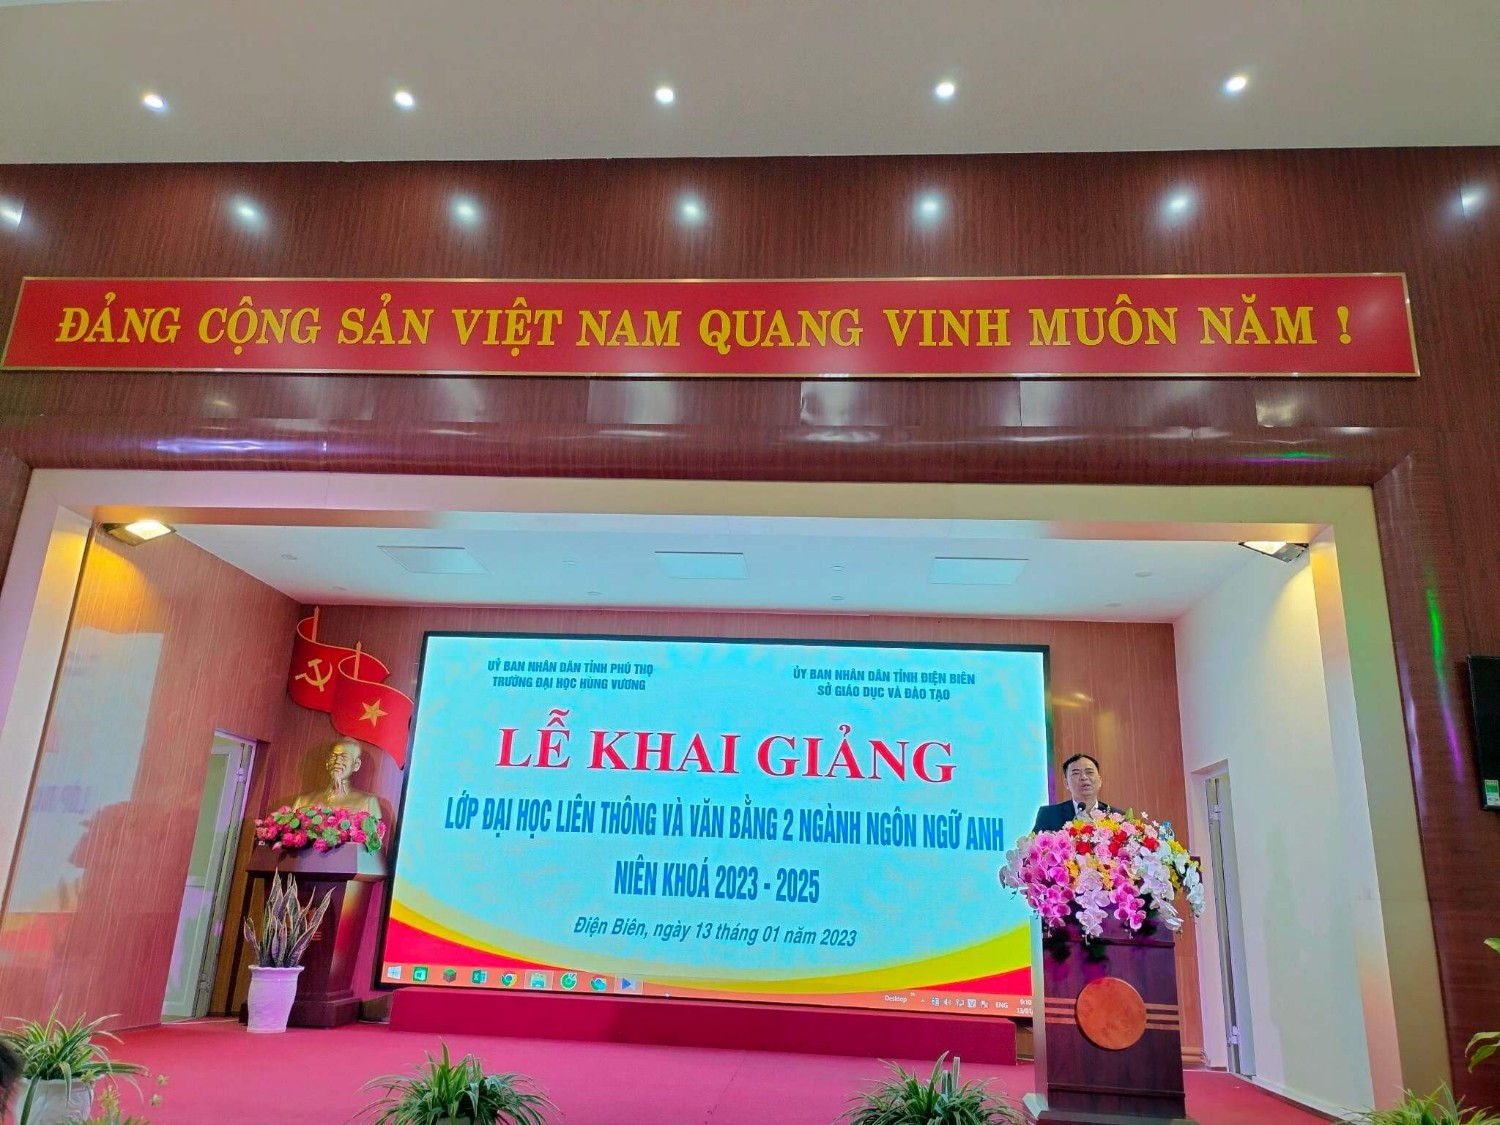 ĐẢNG CỘNG SẢN VIỆT NAM QUANG VINH MUÔN NĂM !
UỶ BAN NHÂN DÂN TỈNH PHÚ THỌ
TRƯỜNG ĐẠI HỌC HÙNG VƯƠNG
ỦY BAN NHÂN DÂN TỈNH ĐIỆN BIÊN
SỞ GIÁO DỤC VÀ ĐÀO TẠO
LỄ KHAI GIẢNG
LỚP ĐẠI HỌC LIÊN THÔNG VÀ VĂN BẰNG 2 NGÀNH NGÔN NGỮ ANH
NIÊN KHOÁ 2023 - 2025
Điện Biên, ngày 13 tháng 01 năm 2023
Desktop
ENG